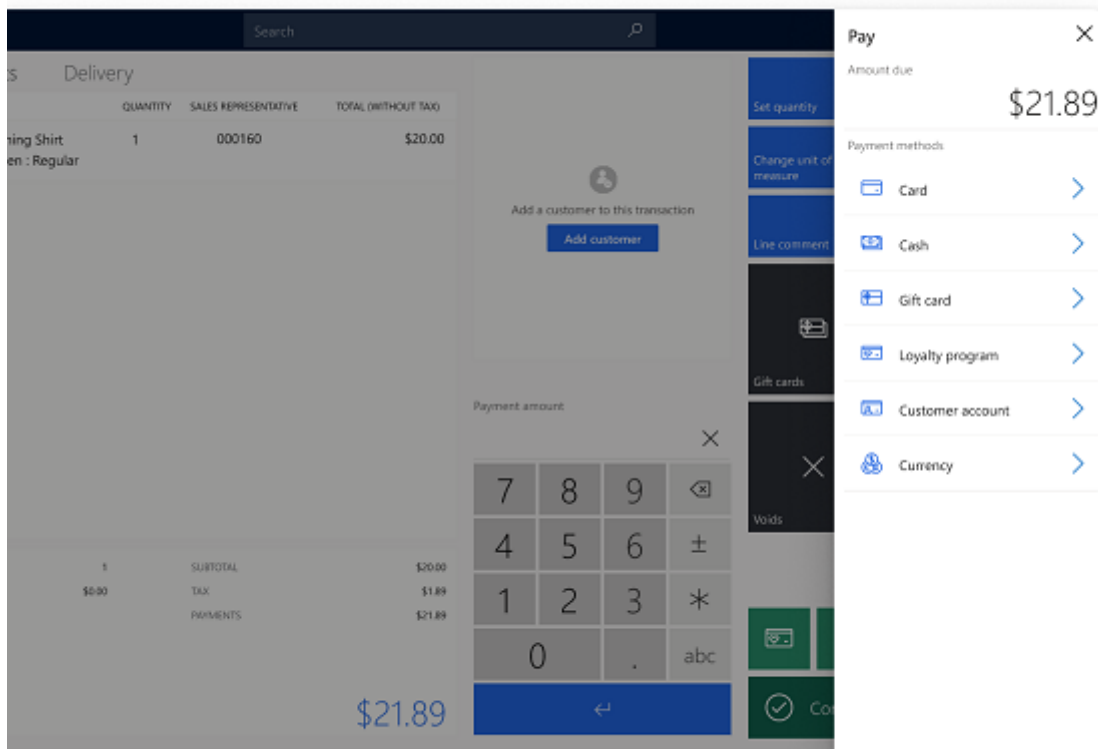 Search
Delivery
QUANTITY SALES REPRESENTATIVE TOTAL (WITHOUT TAX)
Shirt 1 000160 $20.00
: Regular
Add a customer to this transaction
Add customer
Payment amount
7 8 9
4 5 6 ±
1 2 3 *
0 . abc
1 SUBTOTAL $20.00
$0.00 TAX $1.89
PAYMENTS $21.89
$21.89
Set quantity
Change unit of
measure
Line comment
Gift cards
Voids
Pay
Amount due
$21.89
Payment methods
Card
Cash
Gift card
Loyalty program
Customer account
Currency